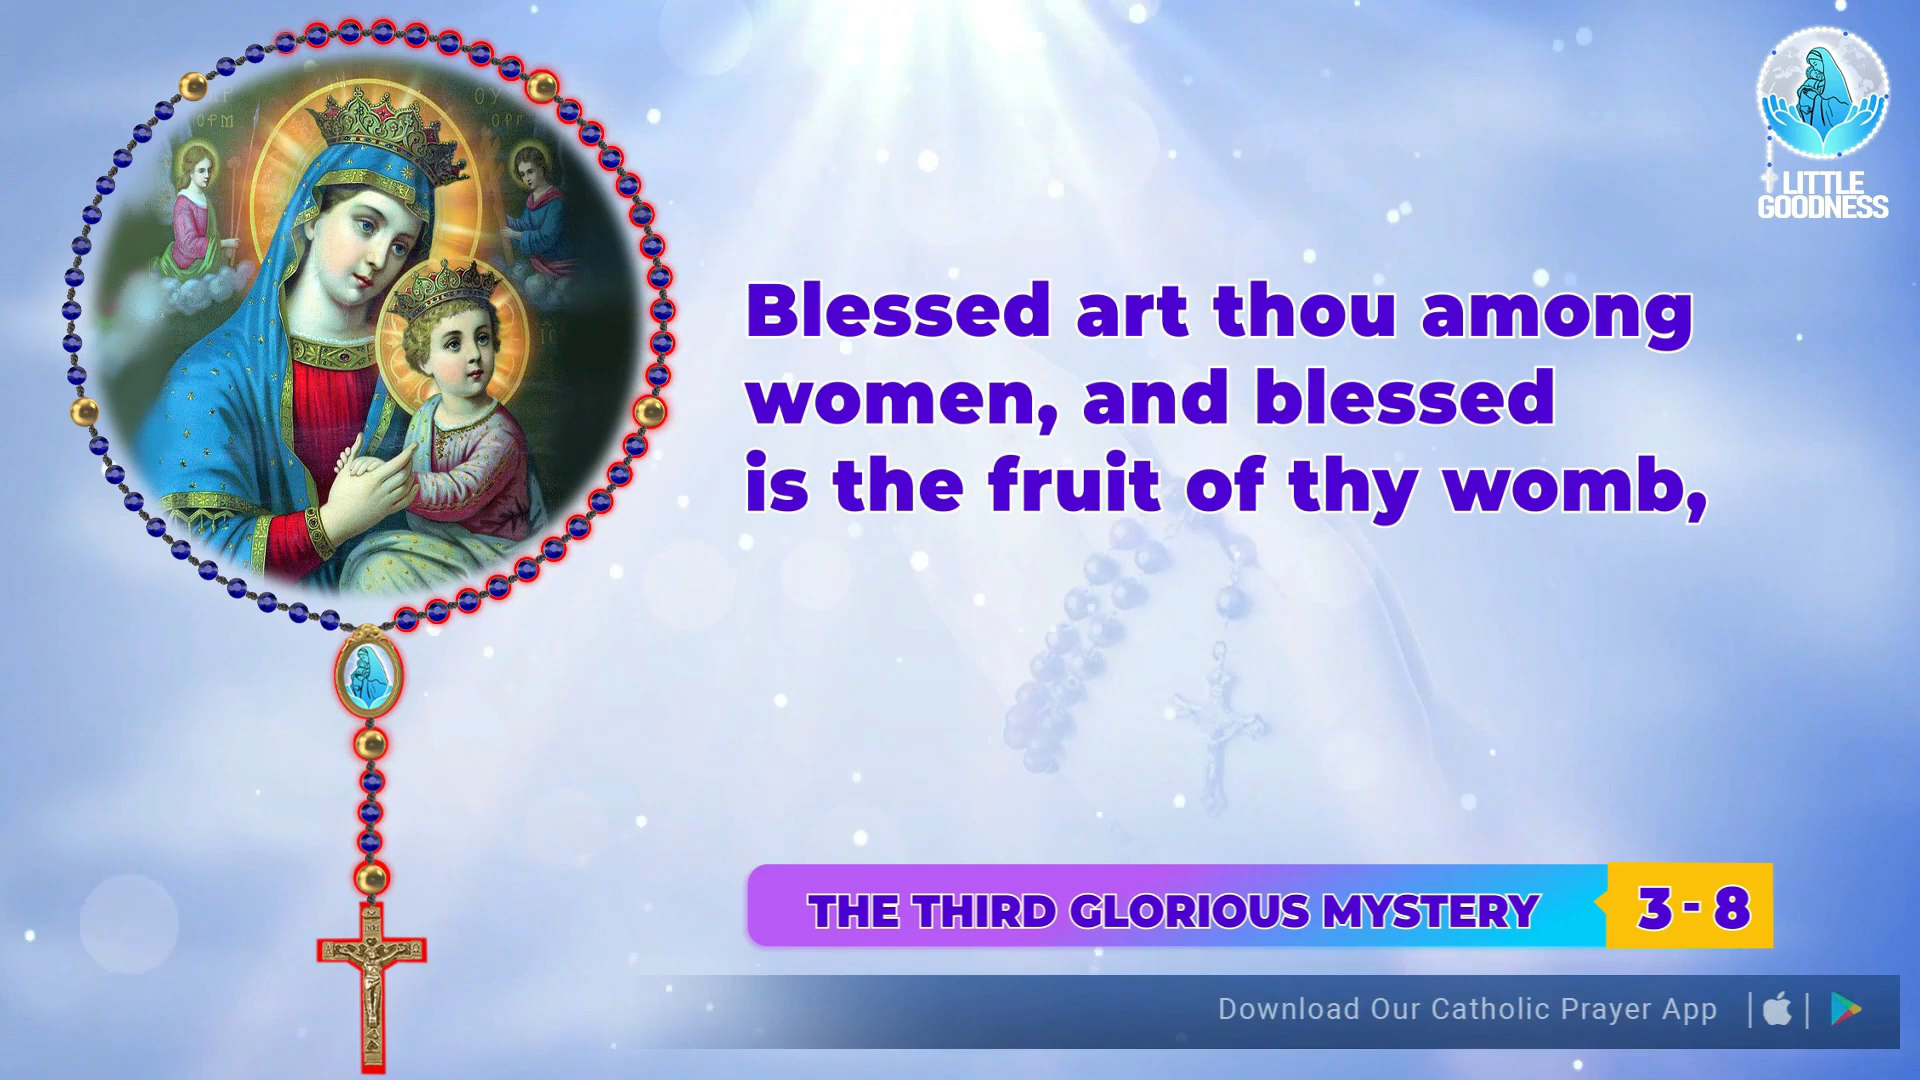 LITTLE
GOODNESS
Blessed art thou among
women, and blessed
is the fruit of thy womb,
THE THIRD GLORIOUS MYSTERY
3 - 8
Download Our Catholic Prayer App
INRI